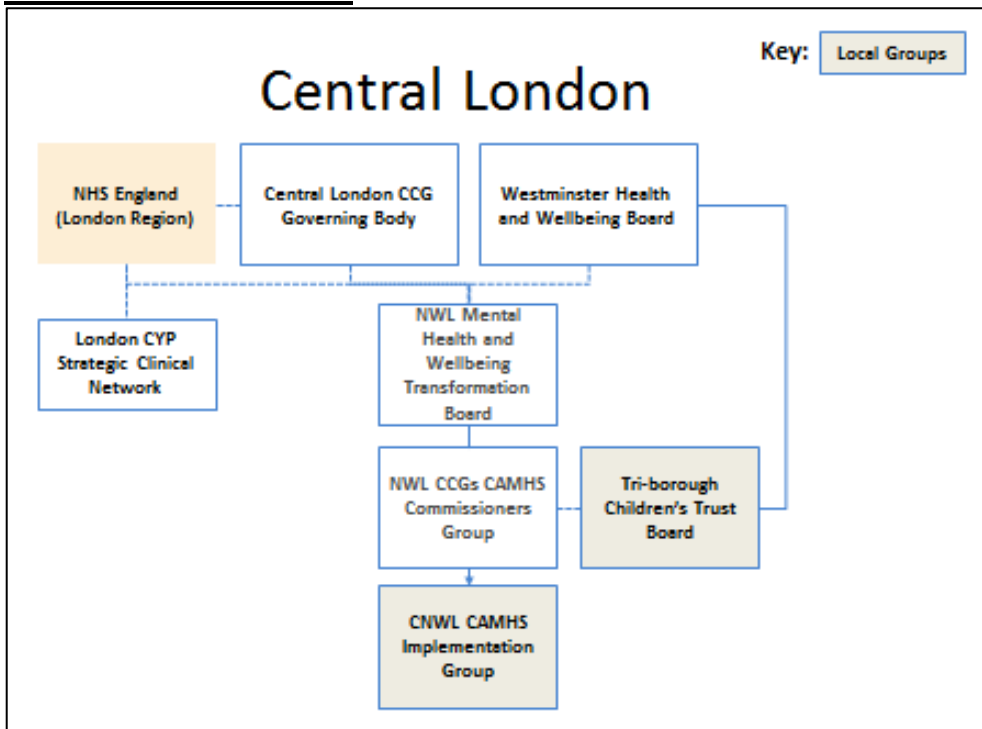 Key:
Local Groups
Central London
NHS England
(London Region)
Central London CCG
Governing Body
Westminster Health
and Wellbeing Board
London CYP
Strategic Clinical
Network
NWL Mental
Health and
Wellbeing
Transformation
Board
NWL CCGs CAMHS
Commissioners
Group
Tri-borough
Children's Trust
Board
CNWL CAMHS
Implementation
Group